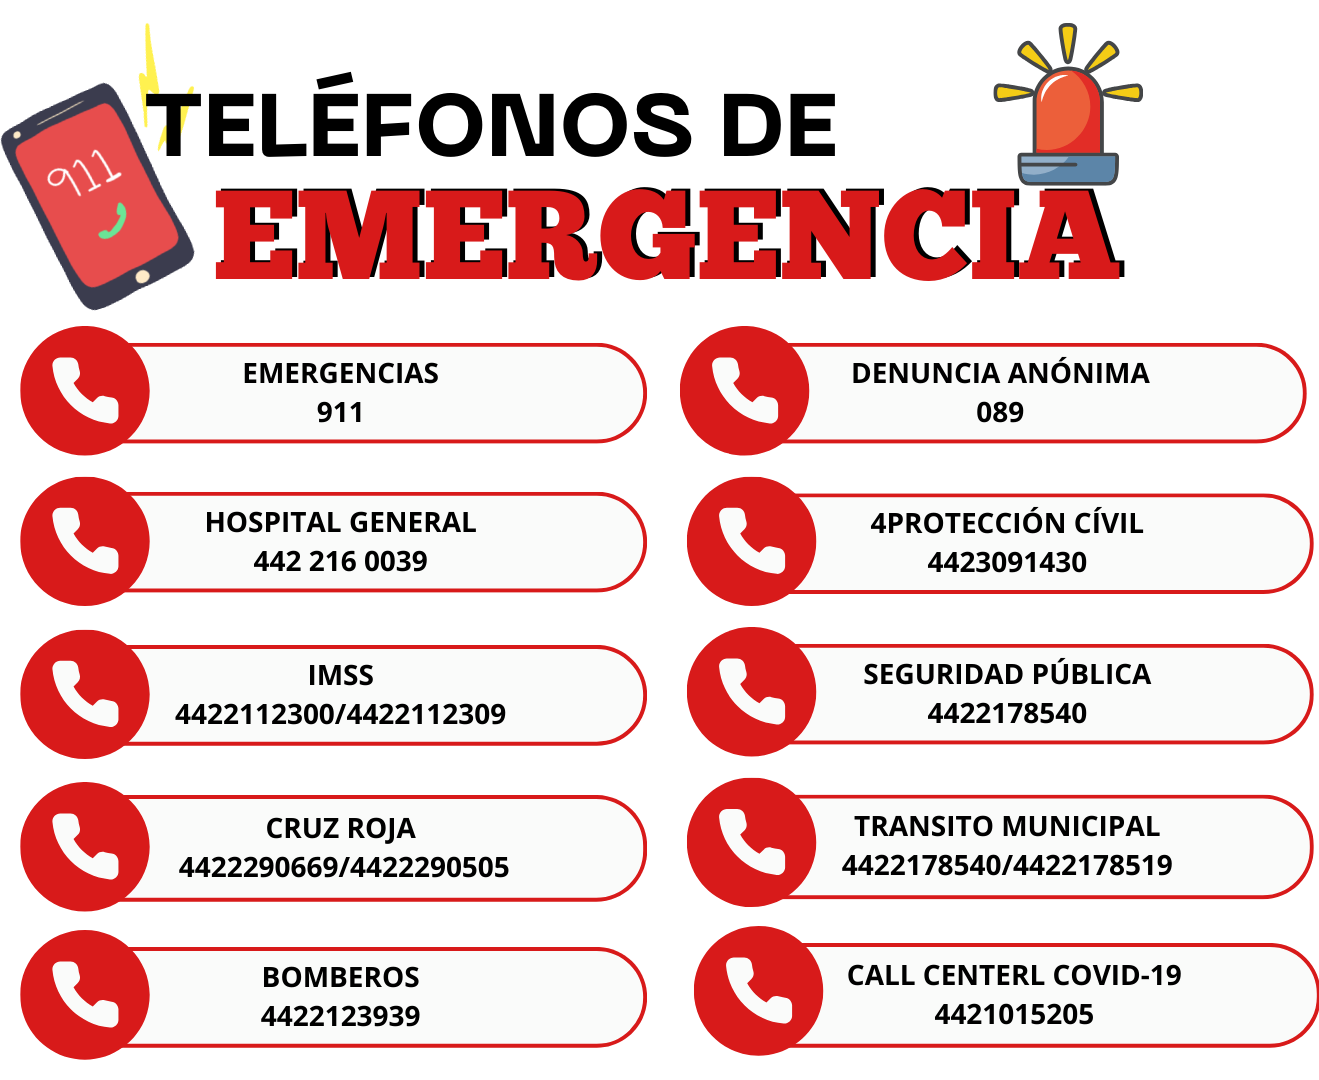 911
TELÉFONOS DE
EMERGENCIA
EMERGENCIAS
911
DENUNCIA ANÓNIMA
089
HOSPITAL GENERAL
442 216 0039
4PROTECCIÓN CÍVIL
4423091430
IMSS
4422112300/4422112309
SEGURIDAD PÚBLICA
4422178540
CRUZ ROJA
4422290669/4422290505
TRANSITO MUNICIPAL
4422178540/4422178519
BOMBEROS
4422123939
CALL CENTERL COVID-19
4421015205